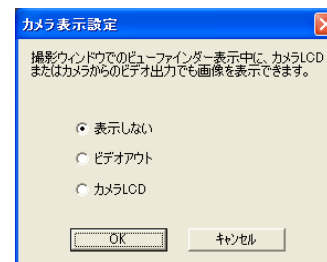 カメラ表示設定
撮影ウィンドウでのビューファインダー表示中に、カメラLCD
またはカメラからのビデオ出力でも画像を表示できます。
表示しない
ビデオアウト
カメラLCD
OK
キャンセル